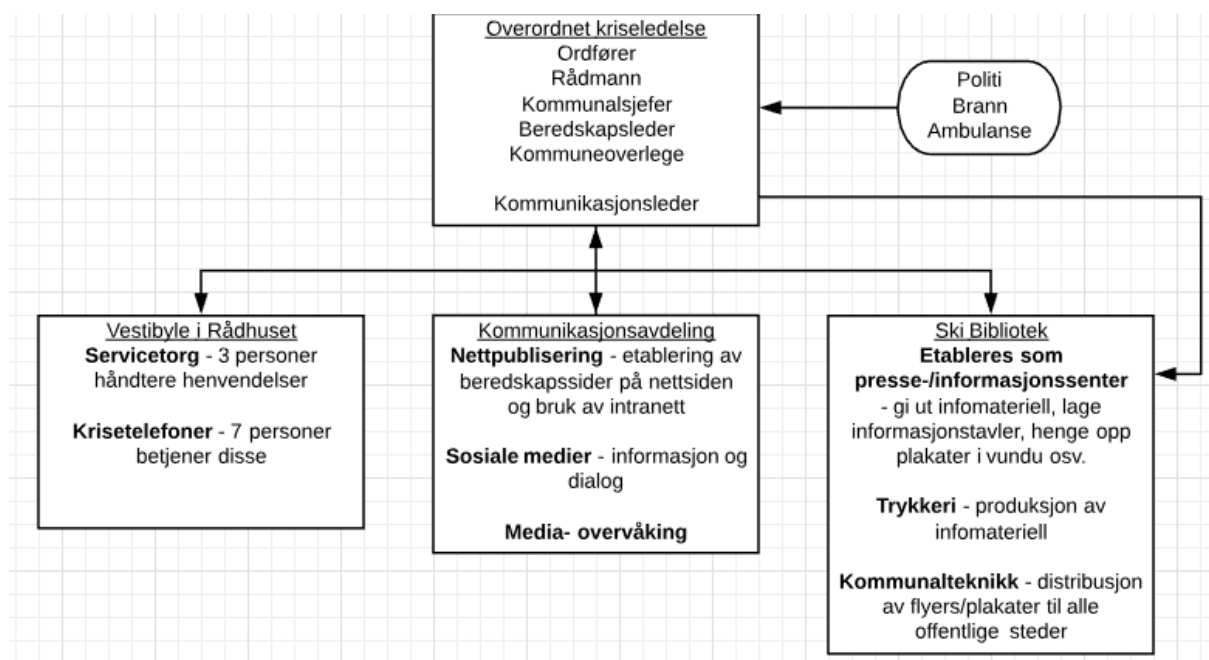 Overordnet kriseledelse
Ordfører
Rådmann
Kommunalsjefer
Beredskapsleder
Kommuneoverlege
Kommunikasjonsleder
Politi
Brann
Ambulanse
Vestibyle i Rådhuset
Servicetorg - 3 personer
håndtere henvendelser
Krisetelefoner - 7 personer
betjener disse
Kommunikasjonsavdeling
Nettpublisering - etablering av
beredskapssider på nettsiden
og bruk av intranett
Sosiale medier - informasjon og
dialog
Media- overvåking
Ski Bibliotek
Etableres som
presse-/informasjonssenter
- gi ut infomateriell, lage
informasjonstavler, henge opp
plakater i vundu osv.
Trykkeri - produksjon av
infomateriell
Kommunalteknikk - distribusjon
av flyers/plakater til alle
offentlige steder